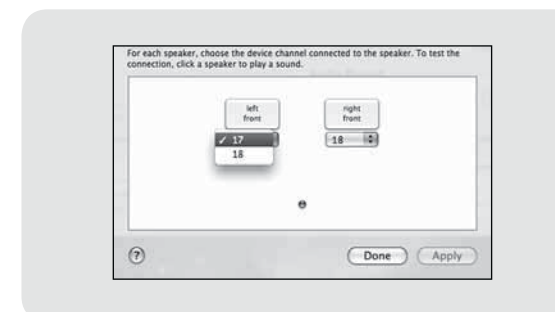 For each speaker, choose the device channel connected to the speaker. To test the
connection, click a speaker to play a sound.
left
front
right
front
✓ 17
18
18
? Done Apply